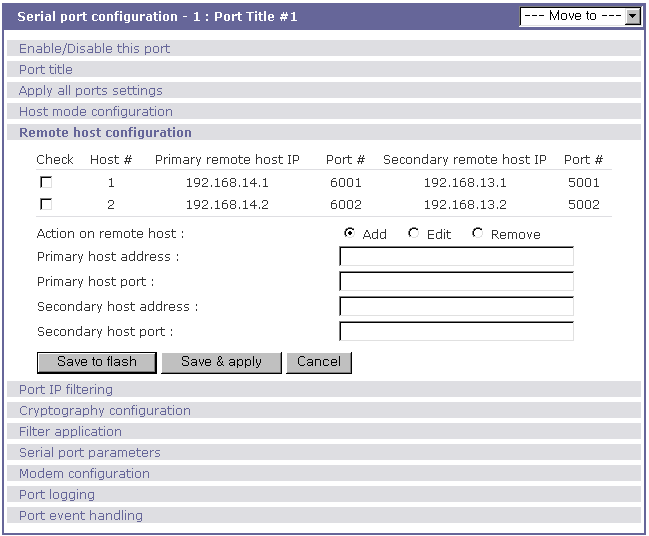 Serial port configuration - 1 : Port Title #1 --- Move to ---
Enable/Disable this port
Port title
Apply all ports settings
Host mode configuration
Remote host configuration
Check Host # Primary remote host IP Port # Secondary remote host IP Port #
1 192.168.14.1 6001 192.168.13.1 5001
2 192.168.14.2 6002 192.168.13.2 5002
Action on remote host : Add Edit Remove
Primary host address :
Primary host port :
Secondary host address :
Secondary host port :
Save to flash Save & apply Cancel
Port IP filtering
Cryptography configuration
Filter application
Serial port parameters
Modem configuration
Port logging
Port event handling